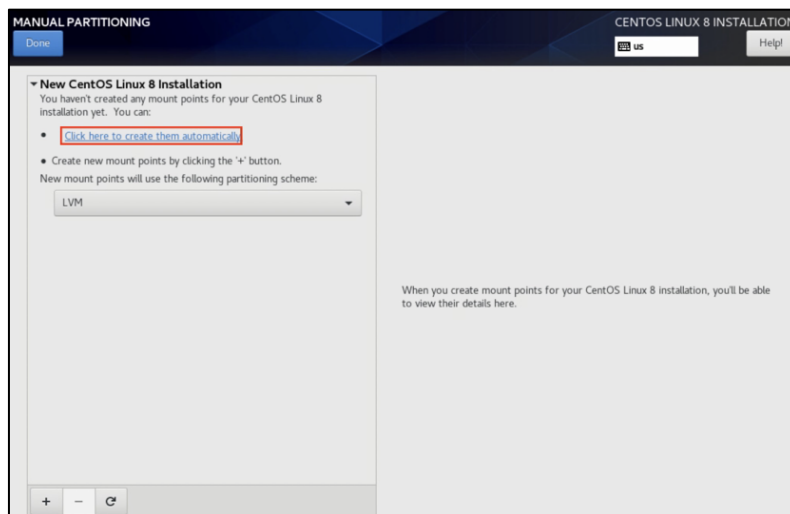 MANUAL PARTITIONING
CENTOS LINUX 8 INSTALLATION
Done
us
Help!
New CentOS Linux 8 Installation
You haven't created any mount points for your CentOS Linux 8
installation yet. You can:
• Click here to create them automatically.
• Create new mount points by clicking the '+' button.
New mount points will use the following partitioning scheme:
LVM
When you create mount points for your CentOS Linux 8 installation, you'll be able
to view their details here.
+ −